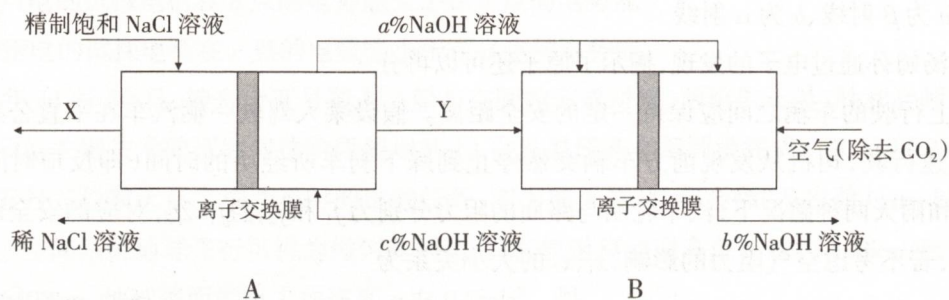 精制饱和 NaCl 溶液
a%NaOH 溶液
X
Y
空气(除去 CO₂)
离子交换膜
离子交换膜
稀 NaCl 溶液
c%NaOH 溶液
b%NaOH 溶液
A
B